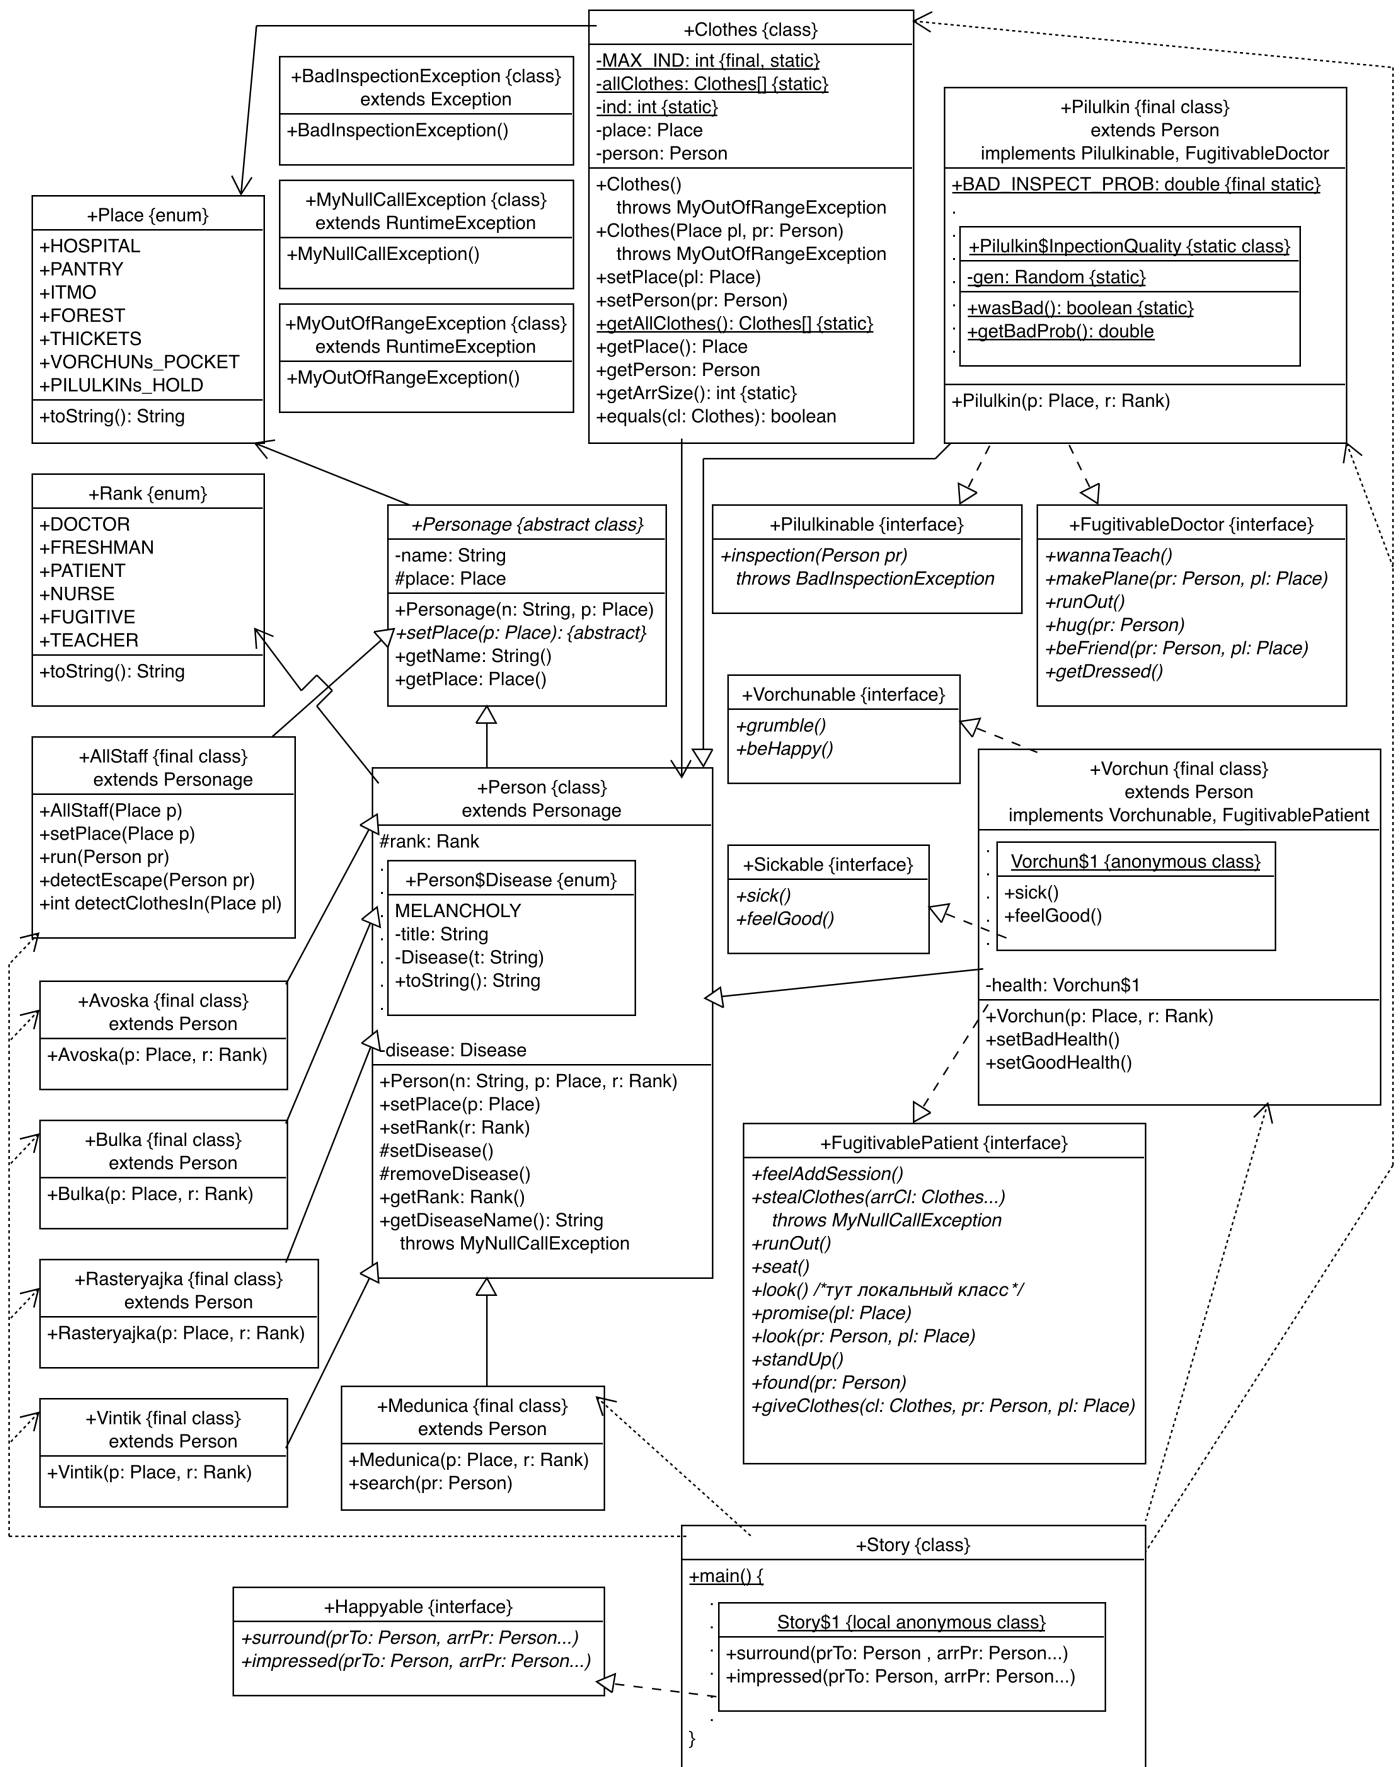 +Clothes {class}
-MAX_IND: int {final, static}
-allClothes: Clothes[] {static}
-ind: int {static}
-place: Place
-person: Person
+Clothes()
throws MyOutOfRangeException
+Clothes(Place pl, pr: Person)
throws MyOutOfRangeException
+setPlace(pl: Place)
+setPerson(pr: Person)
+getAllClothes(): Clothes[] {static}
+getPlace(): Place
+getPerson: Person
+getArrSize(): int {static}
+equals(cl: Clothes): boolean
+BadInspectionException {class}
extends Exception
+BadInspectionException()
+MyNullCallException {class}
extends RuntimeException
+MyNullCallException()
+MyOutOfRangeException {class}
extends RuntimeException
+MyOutOfRangeException()
+Pilulkin {final class}
extends Person
implements Pilulkinable, FugitivableDoctor
+BAD_INSPECT_PROB: double {final static}
+Pilulkin$InpectionQuality {static class}
-gen: Random {static}
+wasBad(): boolean {static}
+getBadProb(): double
+Pilulkin(p: Place, r: Rank)
+Place {enum}
+HOSPITAL
+PANTRY
+ITMO
+FOREST
+THICKETS
+VORCHUNs_POCKET
+PILULKINs_HOLD
+toString(): String
+Rank {enum}
+DOCTOR
+FRESHMAN
+PATIENT
+NURSE
+FUGITIVE
+TEACHER
+toString(): String
+Personage {abstract class}
-name: String
#place: Place
+Personage(n: String, p: Place)
+setPlace(p: Place): {abstract}
+getName: String()
+getPlace: Place()
+Pilulkinable {interface}
+inspection(Person pr)
throws BadInspectionException
+FugitivableDoctor {interface}
+wannaTeach()
+makePlane(pr: Person, pl: Place)
+runOut()
+hug(pr: Person)
+beFriend(pr: Person, pl: Place)
+getDressed()
+Vorchunable {interface}
+grumble()
+beHappy()
+AllStaff {final class}
extends Personage
+AllStaff(Place p)
+setPlace(Place p)
+run(Person pr)
+detectEscape(Person pr)
+int detectClothesIn(Place pl)
+Person {class}
extends Personage
#rank: Rank
+Person$Disease {enum}
MELANCHOLY
-title: String
-Disease(t: String)
+toString(): String
-disease: Disease
+Person(n: String, p: Place, r: Rank)
+setPlace(p: Place)
+setRank(r: Rank)
#setDisease()
#removeDisease()
+getRank: Rank()
+getDiseaseName(): String
throws MyNullCallException
+Sickable {interface}
+sick()
+feelGood()
+Vorchun {final class}
extends Person
implements Vorchunable, FugitivablePatient
Vorchun$1 {anonymous class}
+sick()
+feelGood()
-health: Vorchun$1
+Vorchun(p: Place, r: Rank)
+setBadHealth()
+setGoodHealth()
+Avoska {final class}
extends Person
+Avoska(p: Place, r: Rank)
+Bulka {final class}
extends Person
+Bulka(p: Place, r: Rank)
+Rasteryajka {final class}
extends Person
+Rasteryajka(p: Place, r: Rank)
+Vintik {final class}
extends Person
+Vintik(p: Place, r: Rank)
+Medunica {final class}
extends Person
+Medunica(p: Place, r: Rank)
+search(pr: Person)
+FugitivablePatient {interface}
+feelAddSession()
+stealClothes(arrCl: Clothes...)
throws MyNullCallException
+runOut()
+seat()
+look() /*тут локальный класс*/
+promise(pl: Place)
+look(pr: Person, pl: Place)
+standUp()
+found(pr: Person)
+giveClothes(cl: Clothes, pr: Person, pl: Place)
+Story {class}
+main() {
Story$1 {local anonymous class}
+surround(prTo: Person , arrPr: Person...)
+impressed(prTo: Person, arrPr: Person...)
}
+Happyable {interface}
+surround(prTo: Person, arrPr: Person...)
+impressed(prTo: Person, arrPr: Person...)